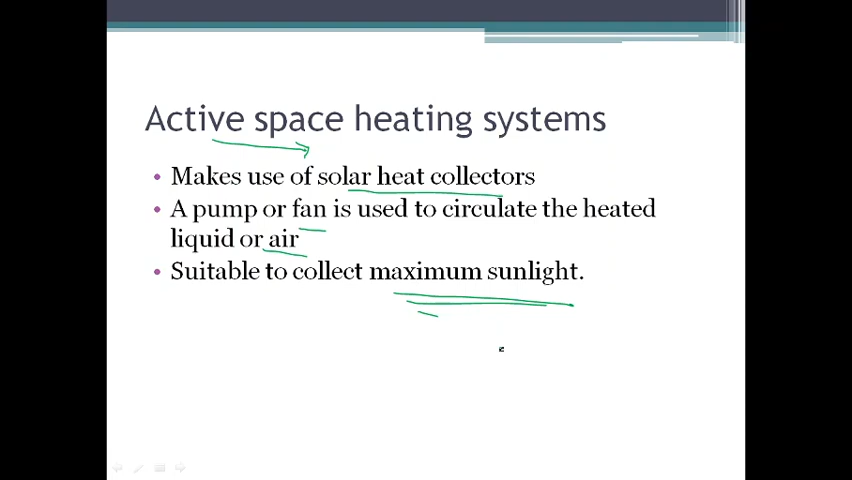 Active space heating systems
• Makes use of solar heat collectors
• A pump or fan is used to circulate the heated
liquid or air
• Suitable to collect maximum sunlight.